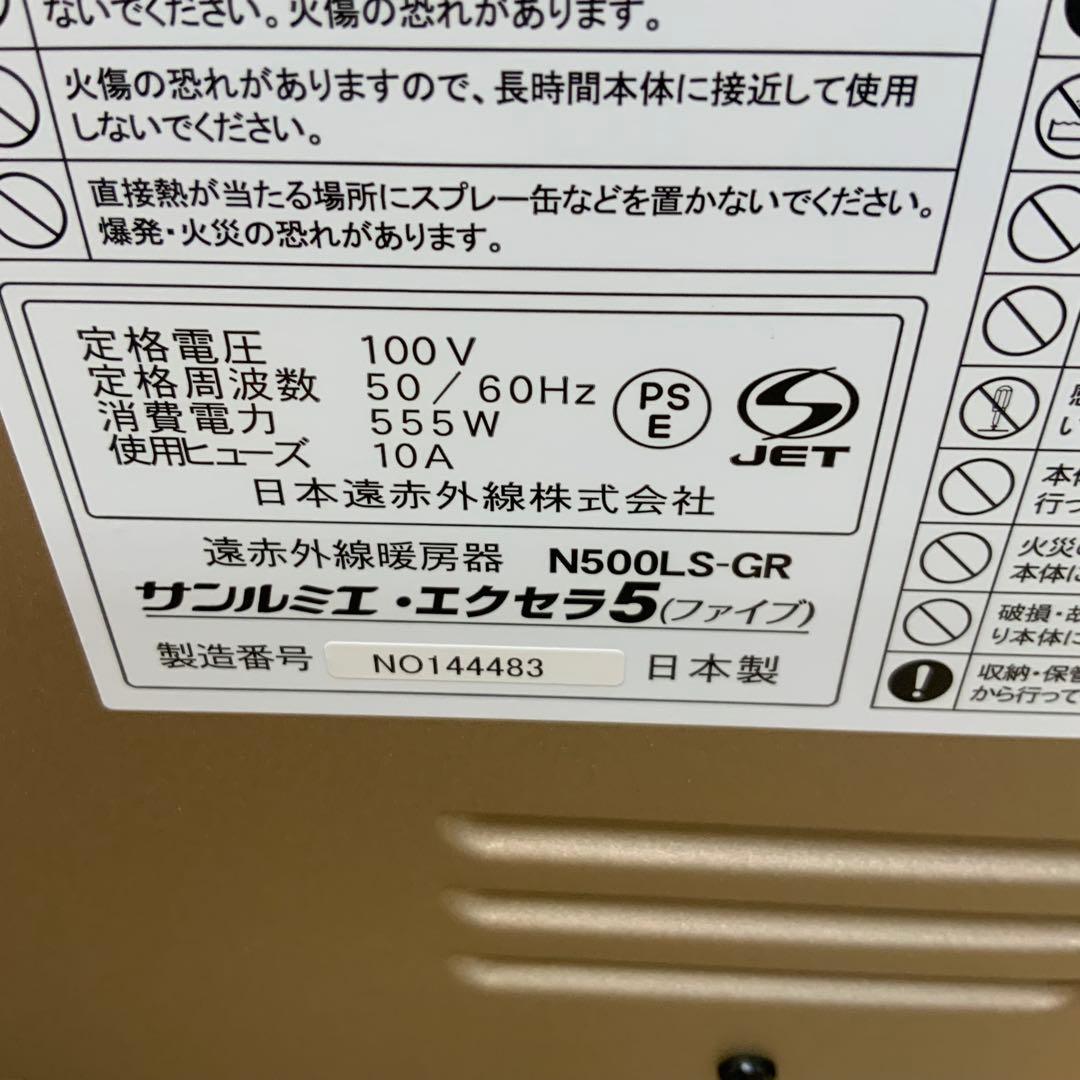 ないでください。火傷の恐れがあります。
火傷の恐れがありますので、長時間本体に接近して使用
しないでください。
直接熱が当たる場所にスプレー缶などを置かないでください。
爆発・火災の恐れがあります。
定格電圧 100V
定格周波数 50/60Hz
消費電力 555W
使用ヒューズ 10A
PS
E
JET
日本遠赤外線株式会社
遠赤外線暖房器 N500LS-GR
サンルミエ・エクセラ5(ファイブ)
製造番号 NO144483 日本製
い
本体
行っ
火災
本体に
破損・故
り本体に
収納・保管
から行って